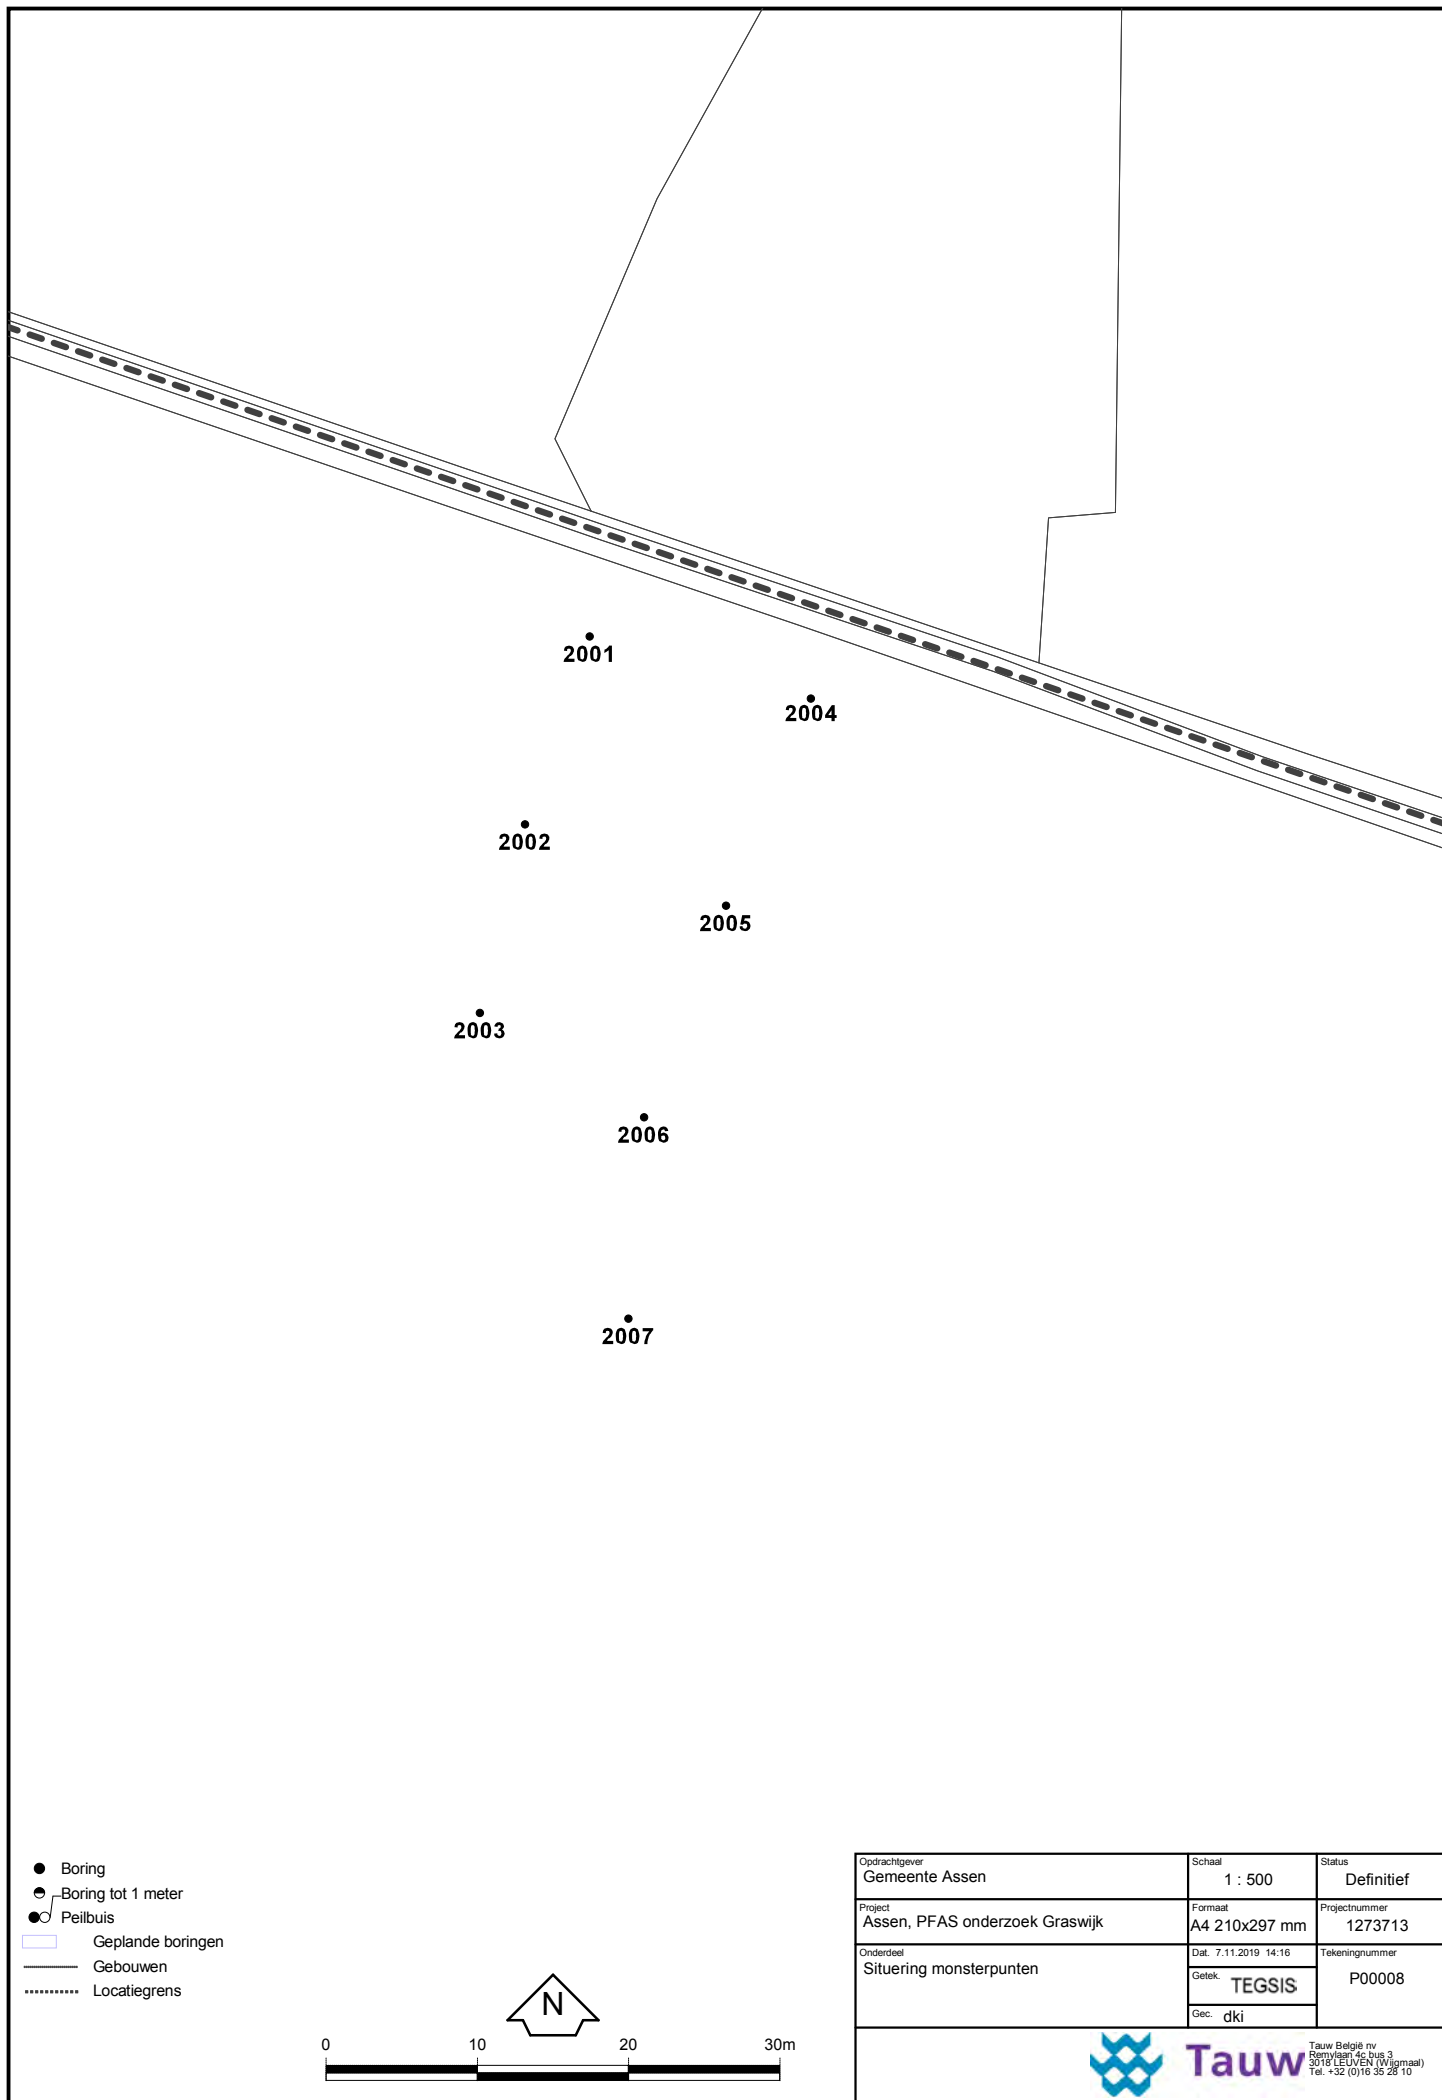 2001
2004
2002
2005
2003
2006
2007
Boring
Boring tot 1 meter
Peilbuis
Geplande boringen
Gebouwen
Locatiegrens
N
0 10 20 30m
Opdrachtgever
Gemeente Assen
Schaal
1 : 500
Status
Definitief
Project
Assen, PFAS onderzoek Graswijk
Formaat
A4 210x297 mm
Projectnummer
1273713
Onderdeel
Situering monsterpunten
Dat. 7.11.2019 14:16
Getek. TEGSIS
Gec. dki
Tekeningnummer
P00008
Tauw
Tauw België nv
Remylaan 4c bus 3
3018 LEUVEN (Wijgmaal)
Tel. +32 (0)16 35 28 10